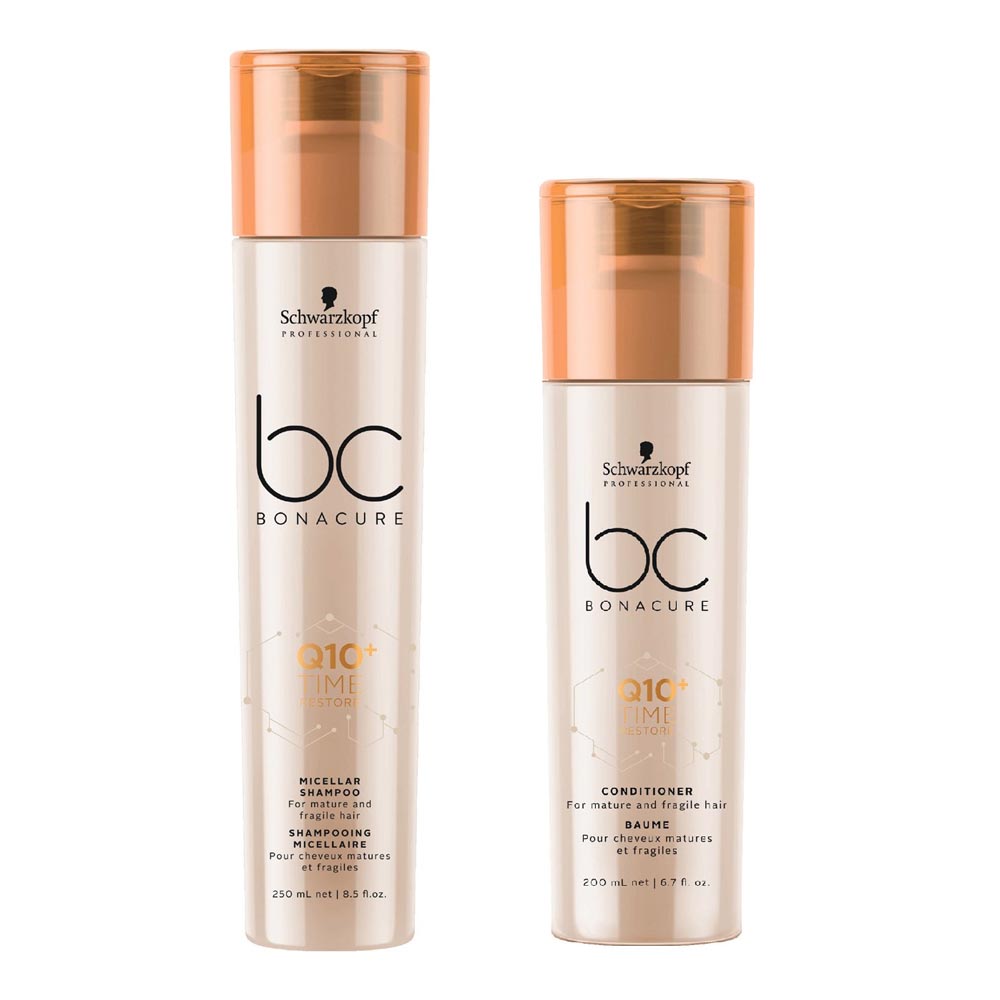 Schwarzkopf
PROFESSIONAL
bc
BONACURE
Q10+
TIME
RESTORE
MICELLAR
SHAMPOO
For mature and
fragile hair
SHAMPOOING
MICELLAIRE
Pour cheveux matures
et fragiles
250 mL net | 8.5 fl.oz.
Schwarzkopf
PROFESSIONAL
bc
BONACURE
Q10+
TIME
RESTORE
CONDITIONER
For mature and fragile hair
BAUME
Pour cheveux matures
et fragiles
200 mL net | 6.7 fl. oz.